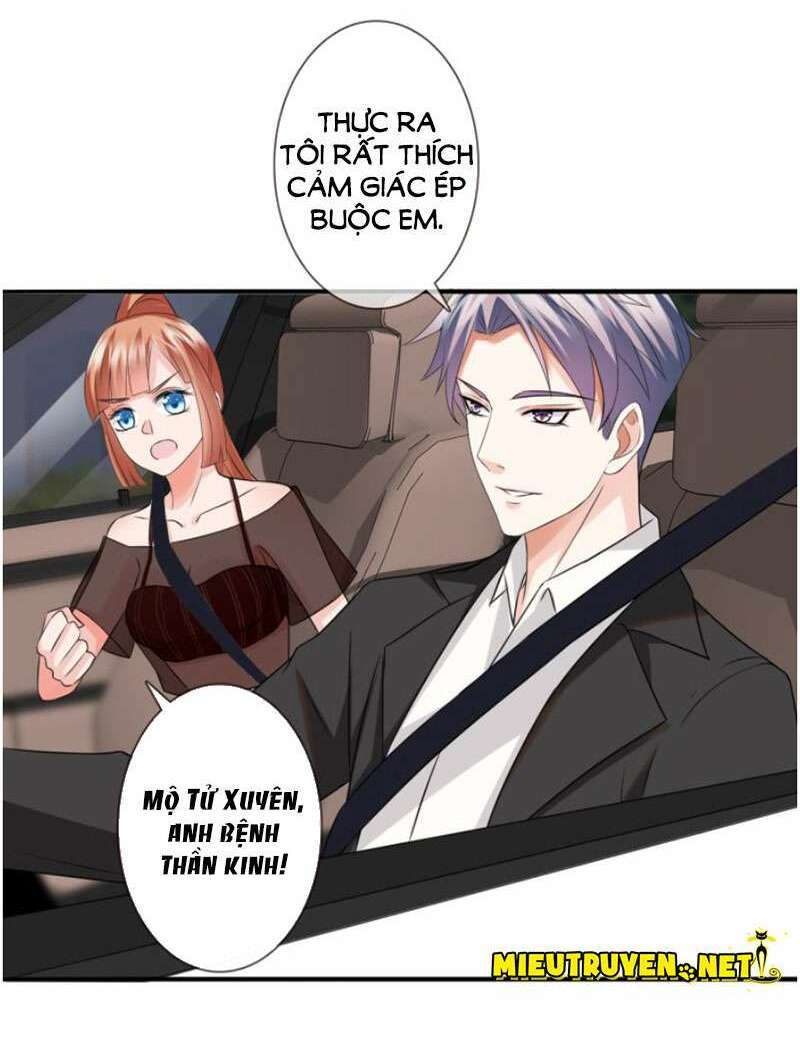 THỰC RA
TÔI RẤT THÍCH
CẢM GIÁC ÉP
BUỘC EM.
MỘ TỬ XUYÊN,
ANH BỆNH
THẦN KINH!
MIEUTRUYEN.NET